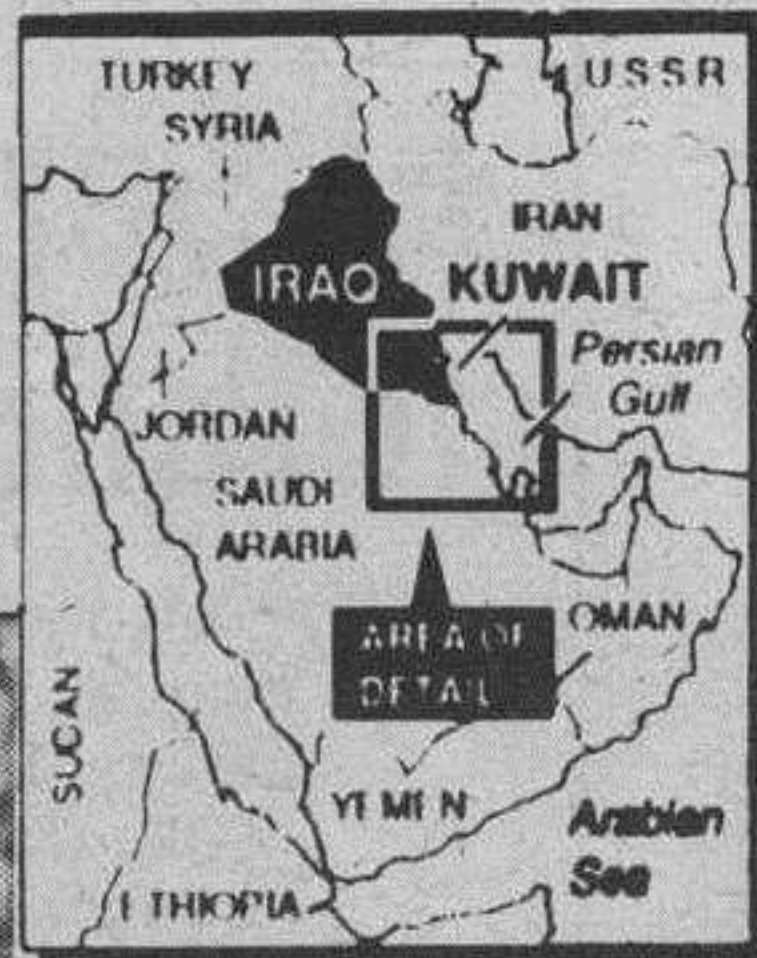 TURKEY
USSR
SYRIA
IRAN
IRAQ
KUWAIT
Persian
Gulf
JORDAN
SAUDI
ARABIA
AREA OF
DETAIL
OMAN
SUDAN
YEMEN
Arabian
Sea
ETHIOPIA